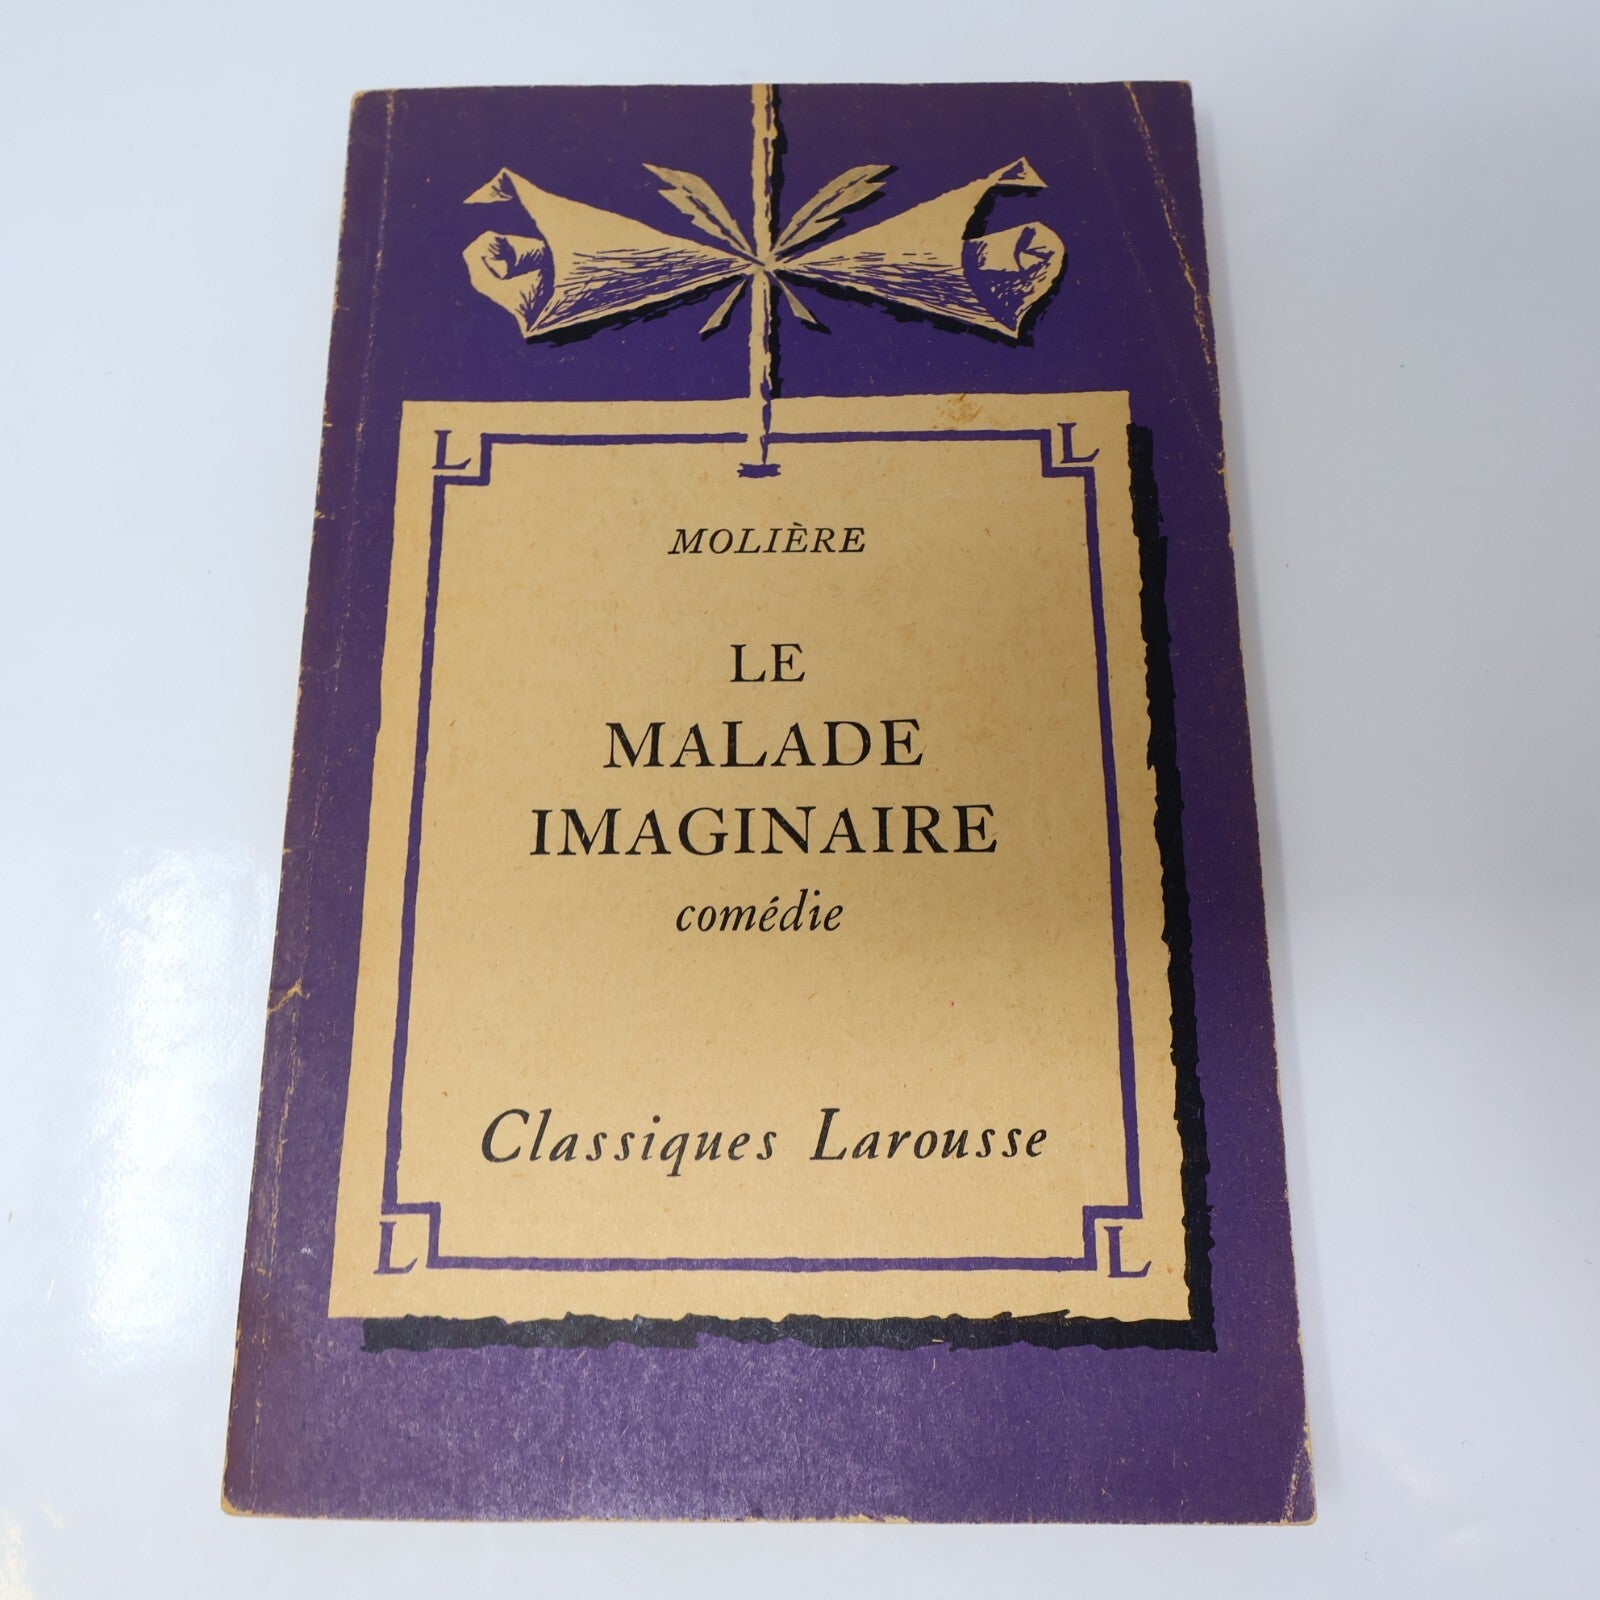 L L
MOLIÈRE
LE
MALADE
IMAGINAIRE
comédie
Classiques Larousse
L L